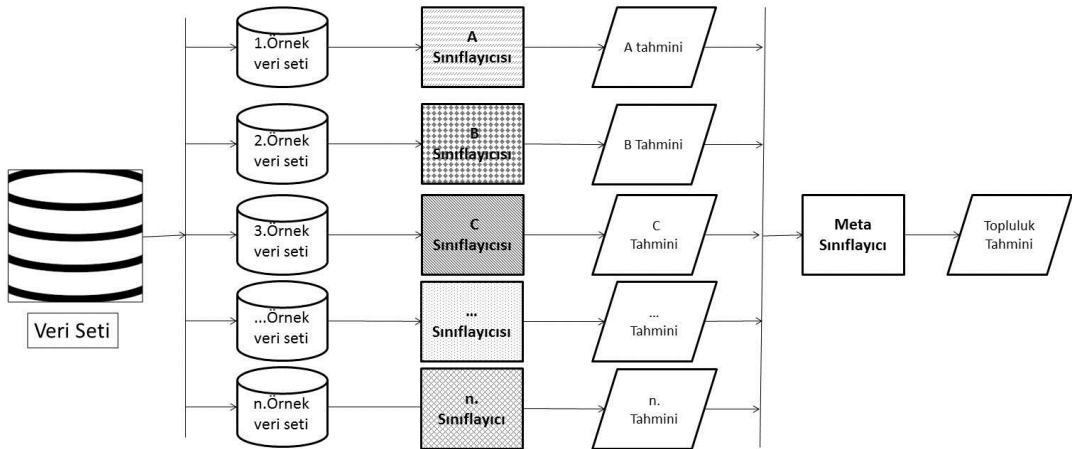 1.Örnek
veri seti
A
Sınıflayıcısı
A tahmini
2.Örnek
veri seti
B
Sınıflayıcısı
B Tahmini
Veri Seti
3.Örnek
veri seti
C
Sınıflayıcısı
C
Tahmini
Meta
Sınıflayıcı
Topluluk
Tahmini
...Örnek
veri seti
...
Sınıflayıcısı
...
Tahmini
n.Örnek
veri seti
n.
Sınıflayıcı
n.
Tahmini